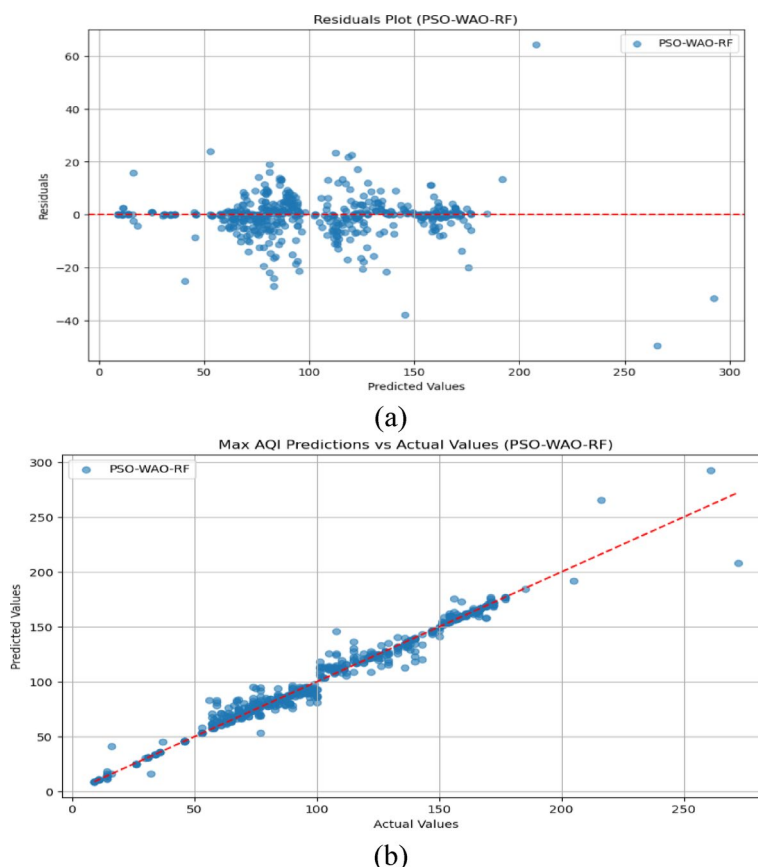 Residuals Plot (PSO-WAO-RF)
PSO-WAO-RF
60
40
20
0
−20
−40
Residuals
0 50 100 150 200 250 300
Predicted Values
(a)
Max AQI Predictions vs Actual Values (PSO-WAO-RF)
PSO-WAO-RF
300
250
200
150
100
50
0
Predicted Values
0 50 100 150 200 250
Actual Values
(b)